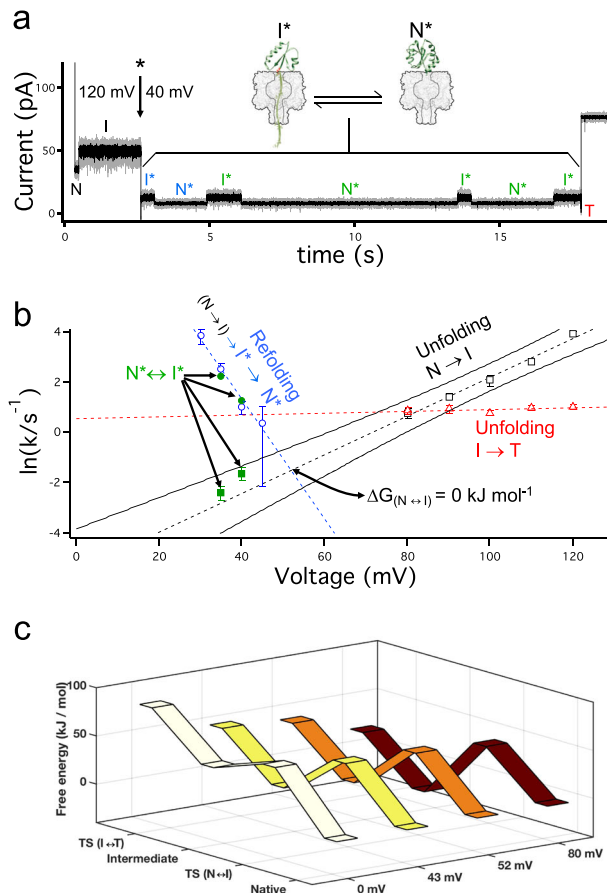 a
I*
N*
*
120 mV
40 mV
I
N
I*
N*
I*
N*
I*
N*
I*
T
100
50
0
Current (pA)
0
5
10
15
time (s)
b
4
2
0
-2
-4
ln(k/s⁻¹)
(N → I) → I* → N*
Refolding
Unfolding
N → I
N*↔ I*
Unfolding
I → T
ΔG(N ↔ I) = 0 kJ mol⁻¹
0
20
40
60
80
100
120
Voltage (mV)
c
100
50
0
Free energy (kJ / mol)
TS (I↔T)
Intermediate
TS (N↔I)
Native
0 mV
43 mV
52 mV
80 mV